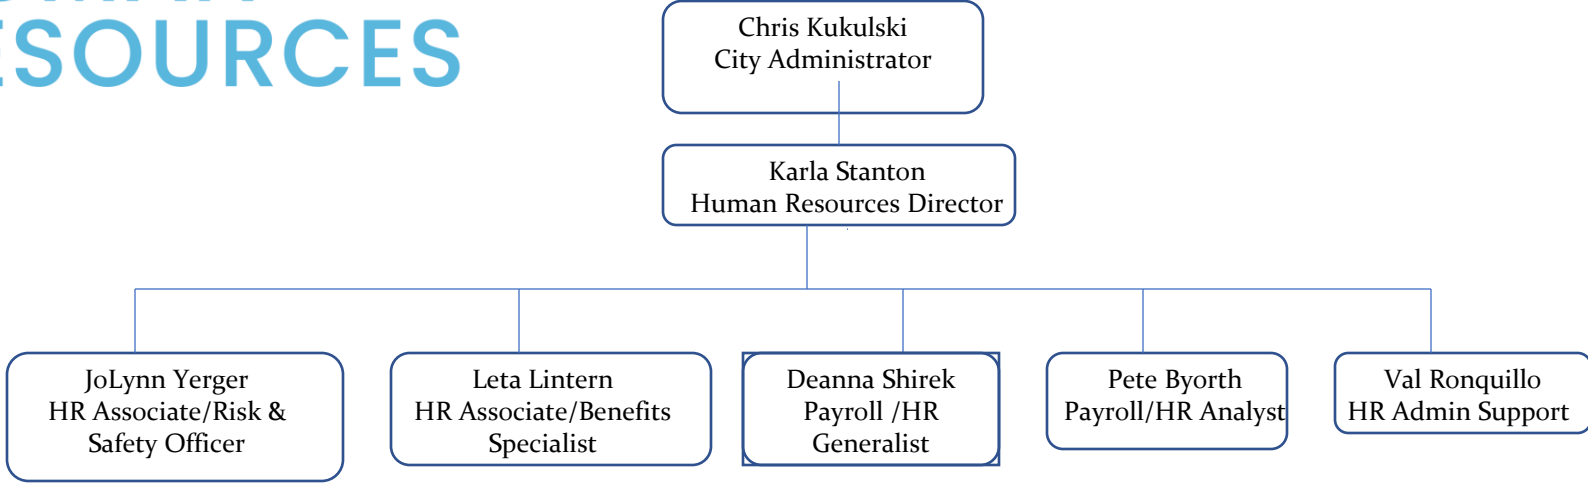 ESOURCES
Chris Kukulski
City Administrator
Karla Stanton
Human Resources Director
JoLynn Yerger
HR Associate/Risk &
Safety Officer
Leta Lintern
HR Associate/Benefits
Specialist
Deanna Shirek
Payroll /HR
Generalist
Pete Byorth
Payroll/HR Analyst
Val Ronquillo
HR Admin Support